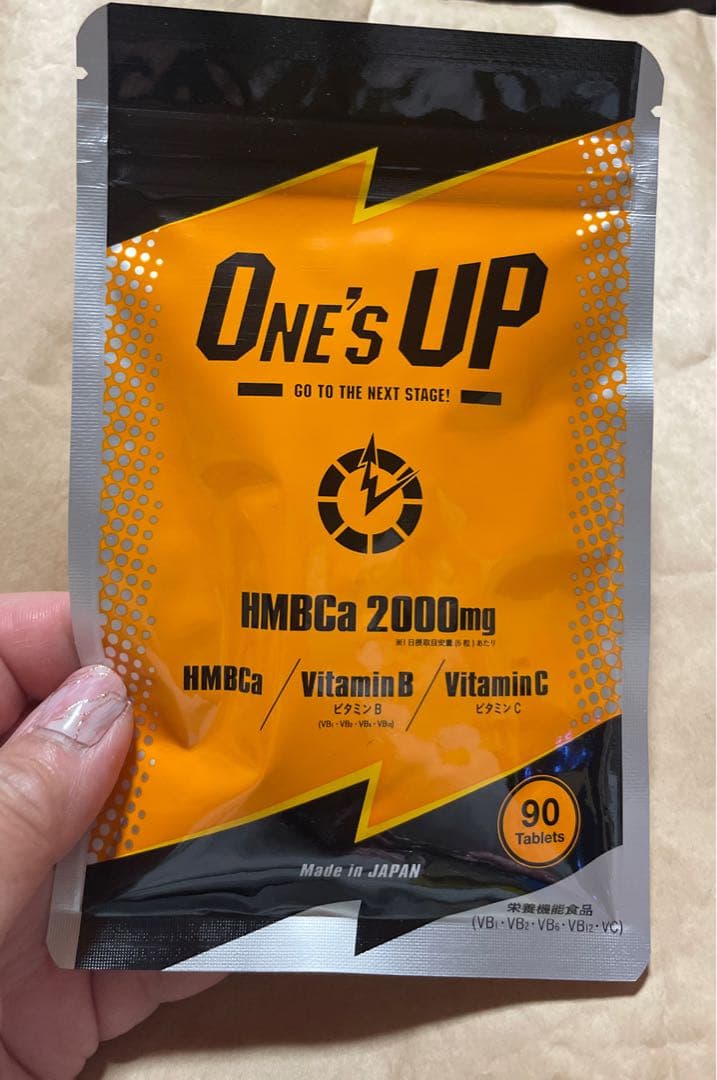 ONE'S UP
GO TO THE NEXT STAGE!
HMBCa 2000mg
※1日摂取目安量(6粒)あたり
HMBCa / Vitamin B / Vitamin C
ビタミンB ビタミンC
(VB1・VB2・VB6・VB12)
90
Tablets
Made in JAPAN
栄養機能食品
(VB1・VB2・VB6・VB12・VC)